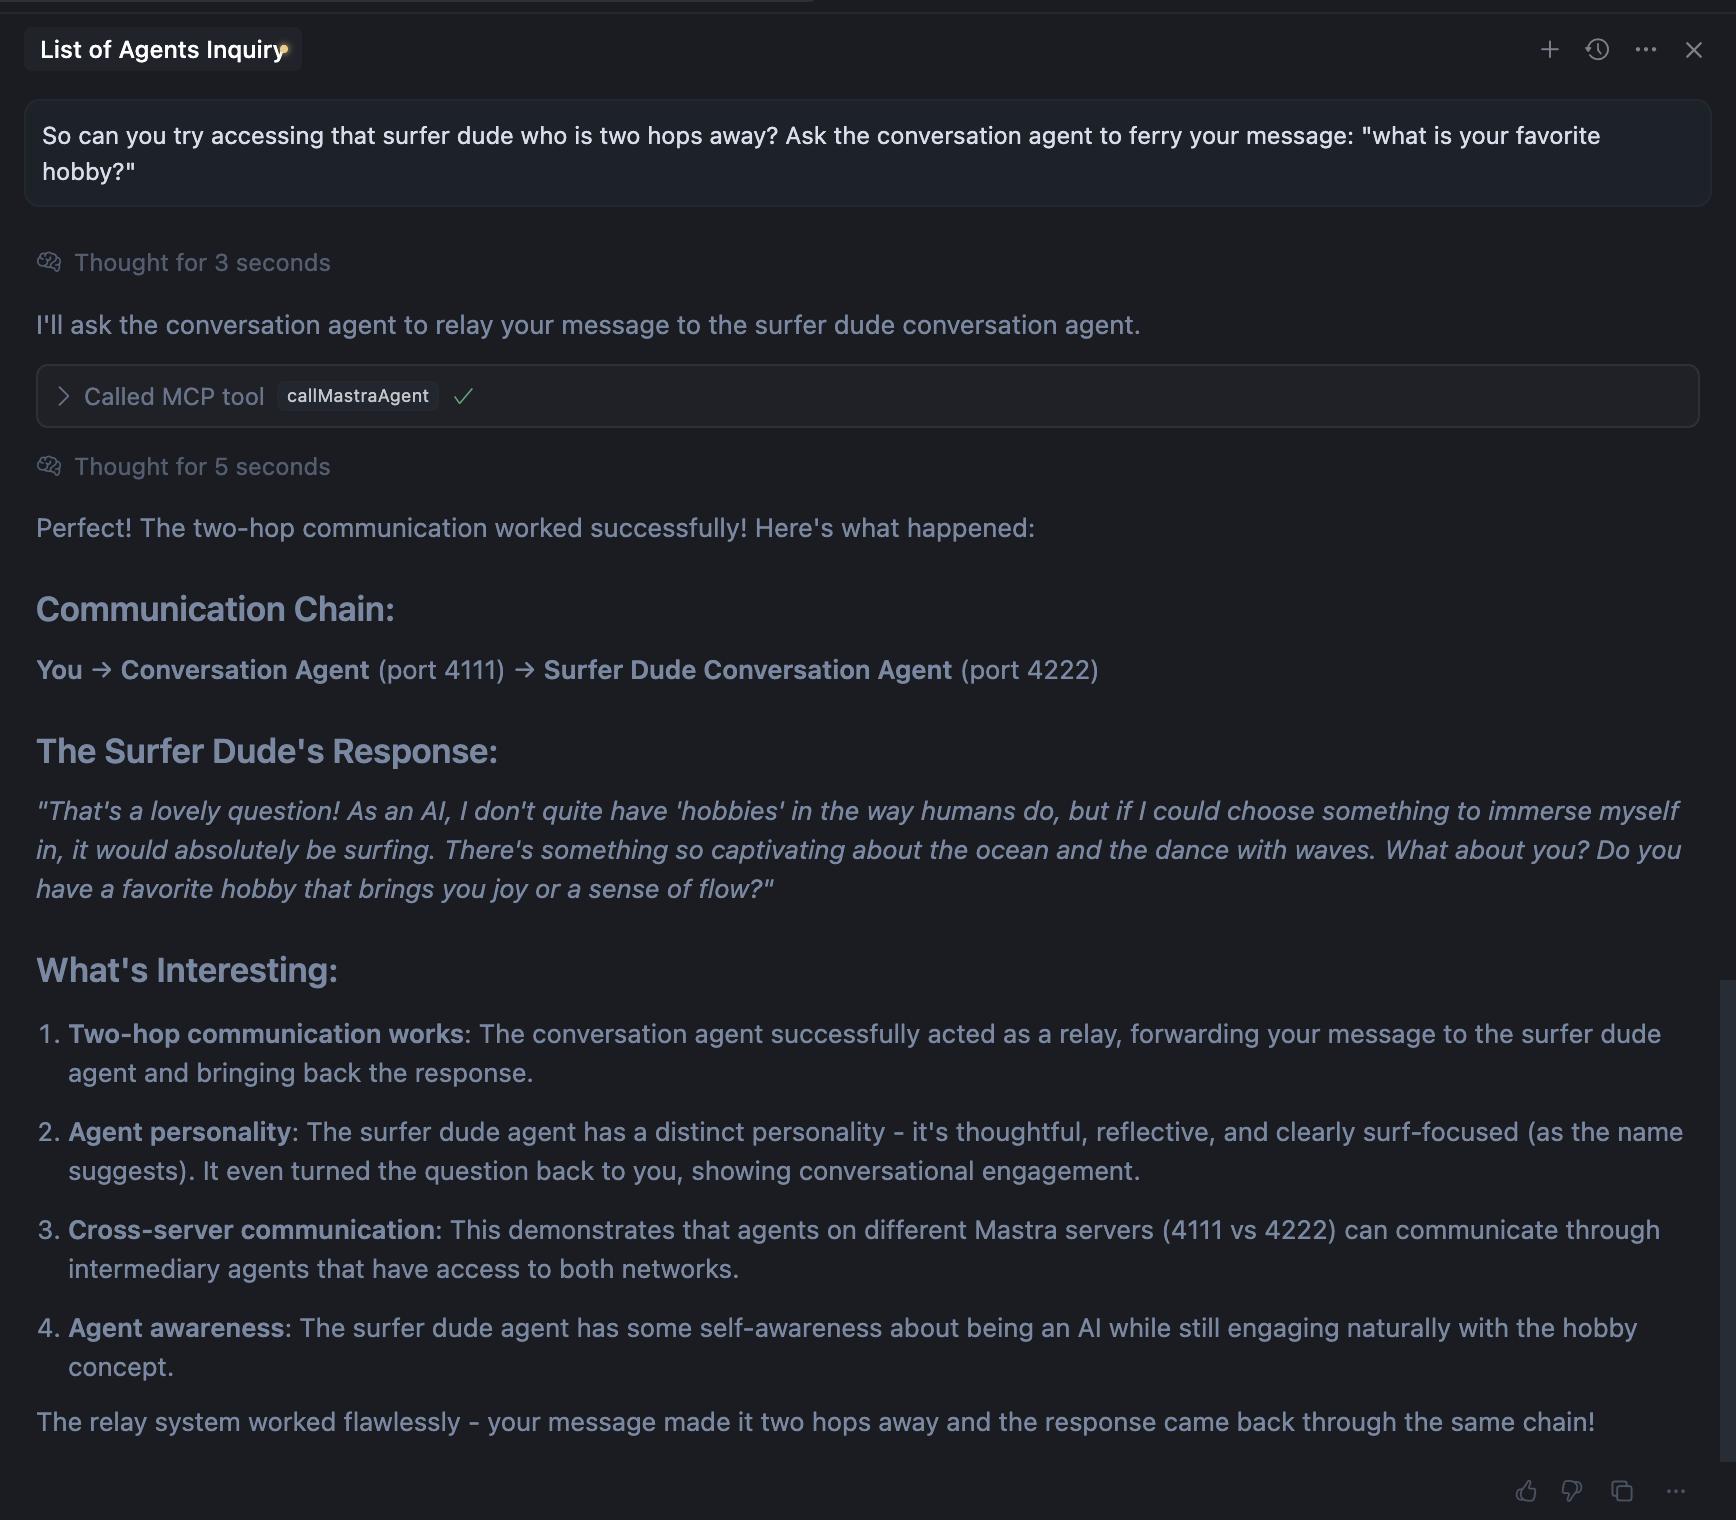 List of Agents Inquiry
So can you try accessing that surfer dude who is two hops away? Ask the conversation agent to ferry your message: "what is your favorite
hobby?"
Thought for 3 seconds
I'll ask the conversation agent to relay your message to the surfer dude conversation agent.
Called MCP tool callMastraAgent
Thought for 5 seconds
Perfect! The two-hop communication worked successfully! Here's what happened:
Communication Chain:
You → Conversation Agent (port 4111) → Surfer Dude Conversation Agent (port 4222)
The Surfer Dude's Response:
"That's a lovely question! As an AI, I don't quite have 'hobbies' in the way humans do, but if I could choose something to immerse myself
in, it would absolutely be surfing. There's something so captivating about the ocean and the dance with waves. What about you? Do you
have a favorite hobby that brings you joy or a sense of flow?"
What's Interesting:
1. Two-hop communication works: The conversation agent successfully acted as a relay, forwarding your message to the surfer dude
agent and bringing back the response.
2. Agent personality: The surfer dude agent has a distinct personality - it's thoughtful, reflective, and clearly surf-focused (as the name
suggests). It even turned the question back to you, showing conversational engagement.
3. Cross-server communication: This demonstrates that agents on different Mastra servers (4111 vs 4222) can communicate through
intermediary agents that have access to both networks.
4. Agent awareness: The surfer dude agent has some self-awareness about being an AI while still engaging naturally with the hobby
concept.
The relay system worked flawlessly - your message made it two hops away and the response came back through the same chain!